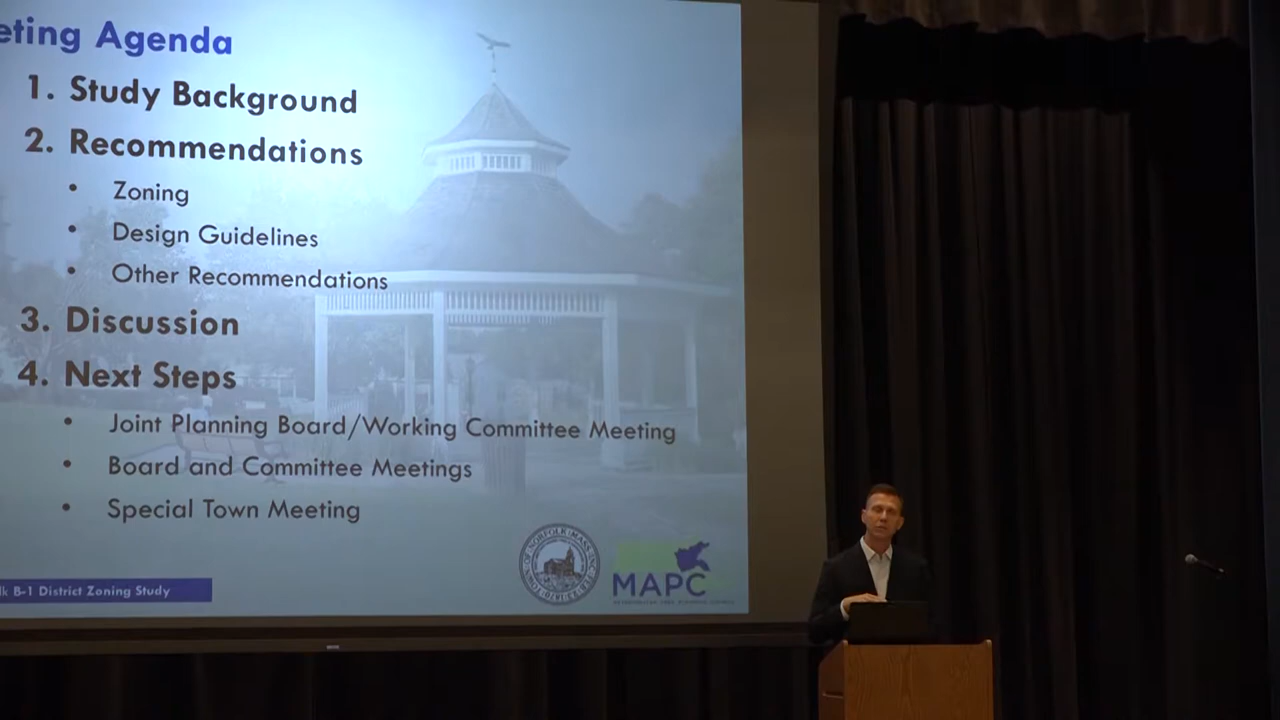 eting Agenda
1. Study Background
2. Recommendations
• Zoning
• Design Guidelines
• Other Recommendations
3. Discussion
4. Next Steps
• Joint Planning Board/Working Committee Meeting
• Board and Committee Meetings
• Special Town Meeting
lk B-1 District Zoning Study
MAPC